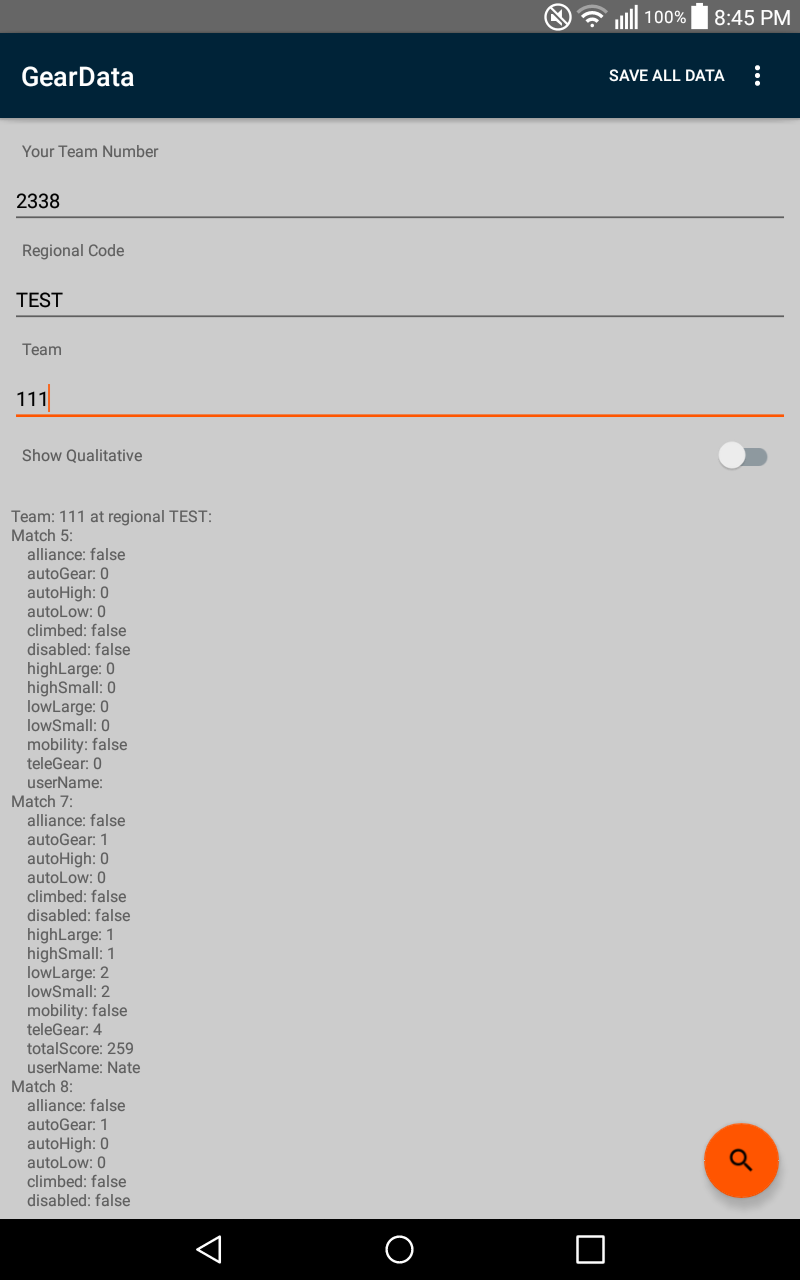 100% 8:45 PM
GearData SAVE ALL DATA
Your Team Number
2338
Regional Code
TEST
Team
111
Show Qualitative
Team: 111 at regional TEST:
Match 5:
alliance: false
autoGear: 0
autoHigh: 0
autoLow: 0
climbed: false
disabled: false
highLarge: 0
highSmall: 0
lowLarge: 0
lowSmall: 0
mobility: false
teleGear: 0
userName:
Match 7:
alliance: false
autoGear: 1
autoHigh: 0
autoLow: 0
climbed: false
disabled: false
highLarge: 1
highSmall: 1
lowLarge: 2
lowSmall: 2
mobility: false
teleGear: 4
totalScore: 259
userName: Nate
Match 8:
alliance: false
autoGear: 1
autoHigh: 0
autoLow: 0
climbed: false
disabled: false